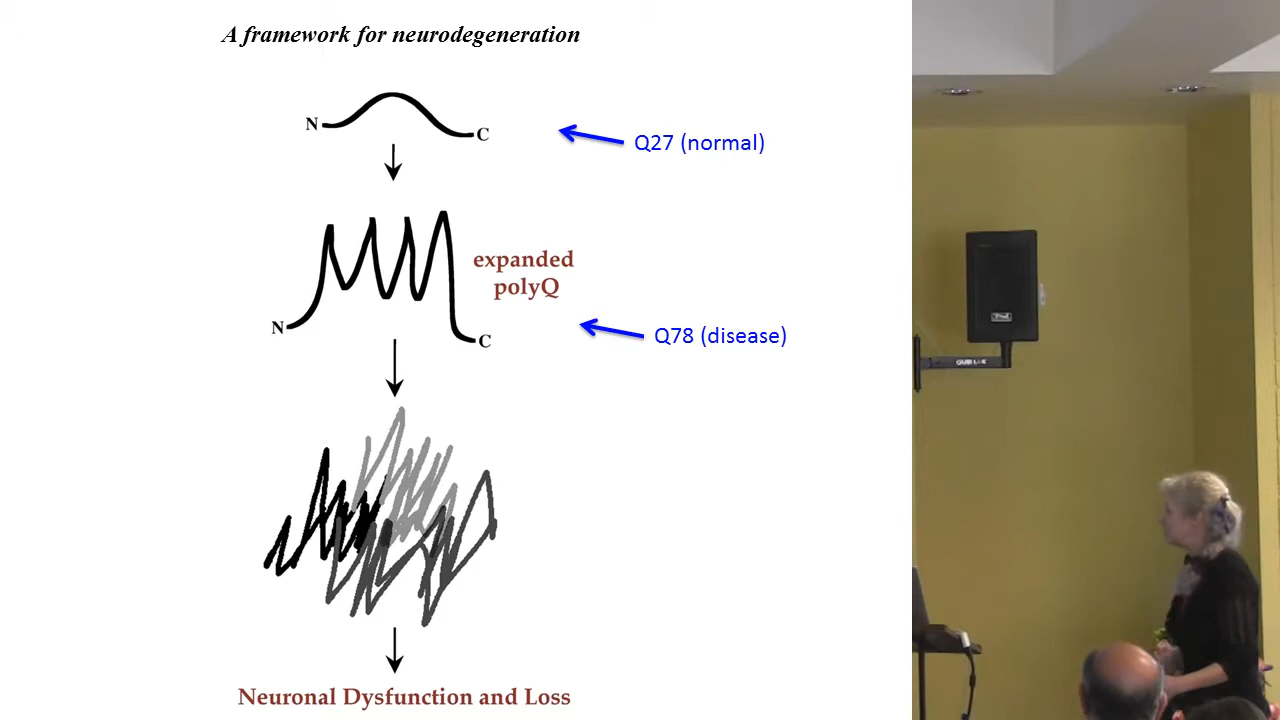 A framework for neurodegeneration
N
C
Q27 (normal)
expanded
polyQ
N
C
Q78 (disease)
Neuronal Dysfunction and Loss